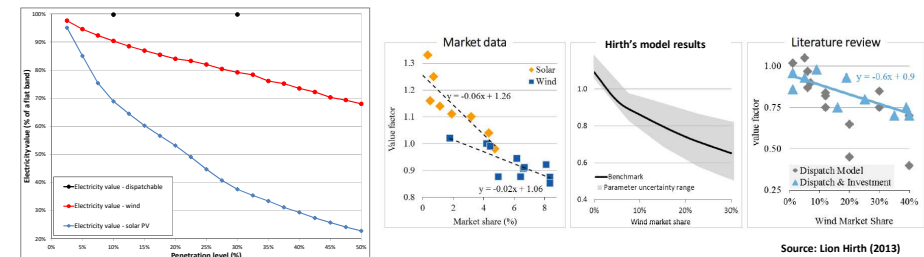 Electricity value (% of a flat band)
100%
90%
80%
70%
60%
50%
40%
30%
20%
Electricity value - dispatchable
Electricity value - wind
Electricity value - solar PV
0%
5%
10%
15%
20%
25%
30%
35%
40%
45%
50%
Penetration level (%)
Market data
Value factor
1.3
1.2
1.1
1.0
0.9
0.8
Solar
Wind
y = -0.06x + 1.26
y = -0.02x + 1.06
0
2
4
6
8
Market share (%)
Hirth's model results
1.0
0.8
0.6
0.4
Benchmark
Parameter uncertainty range
0%
10%
20%
30%
Wind market share
Literature review
value factor
1.00
0.75
0.50
0.25
y = -0.6x + 0.9
Dispatch Model
Dispatch & Investment
0%
10%
20%
30%
40%
Wind Market Share
Source: Lion Hirth (2013)